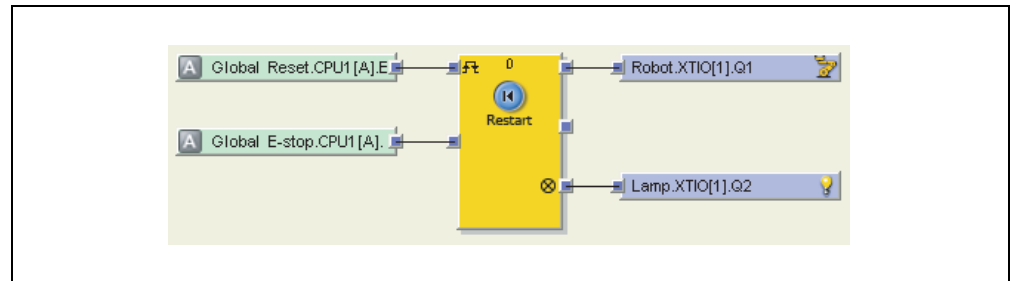 A Global Reset.CPU1[A].E
0
Robot.XTIO[1].Q1
Restart
A Global E-stop.CPU1[A].
Lamp.XTIO[1].Q2